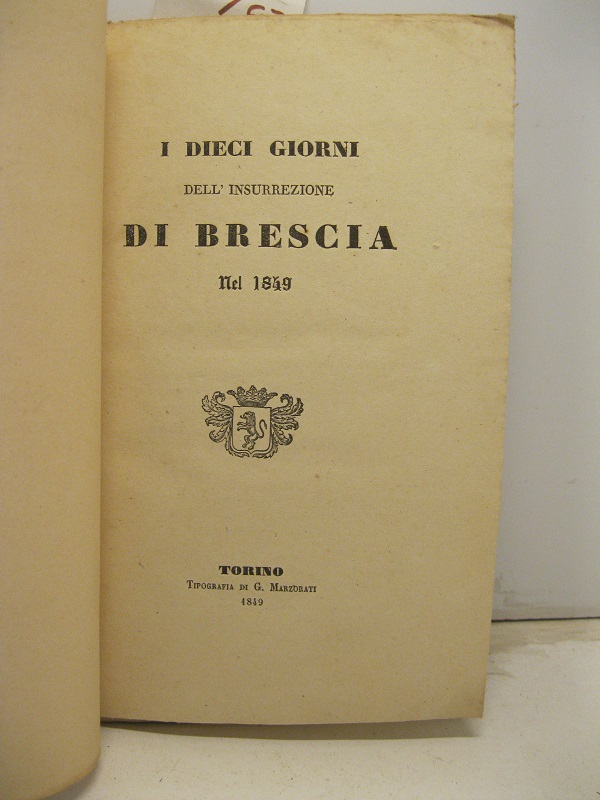 I DIECI GIORNI
DELL' INSURREZIONE
DI BRESCIA
Nel 1849
TORINO
TIPOGRAFIA DI G. MARZORATI
1849